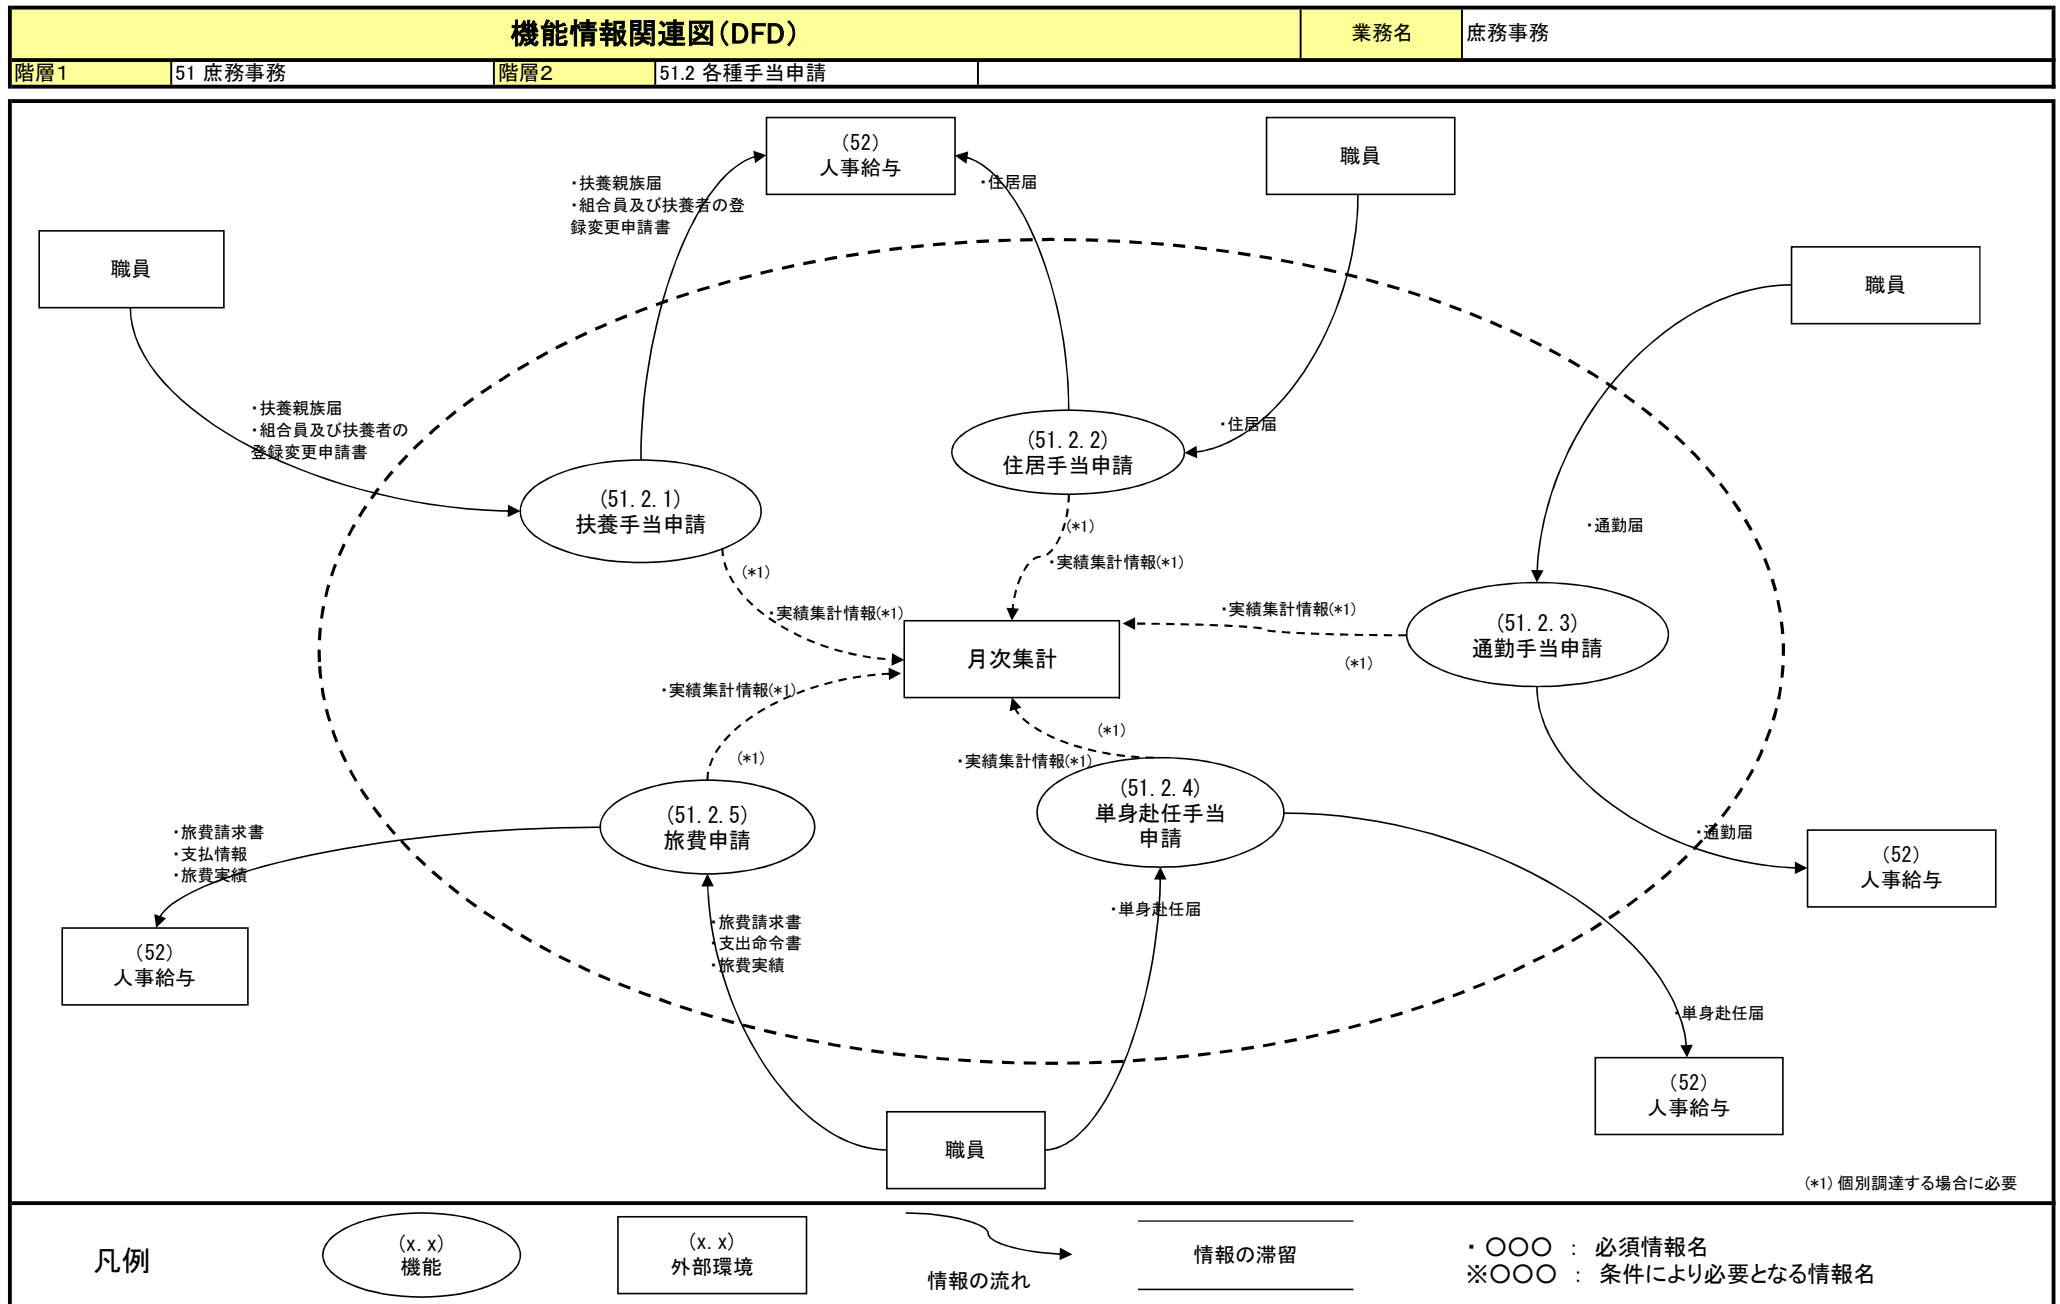 機能情報関連図(DFD)
業務名
庶務事務
階層1
51 庶務事務
階層2
51.2 各種手当申請
(52)
人事給与
職員
・扶養親族届
・組合員及び扶養者の登
録変更申請書
・住居届
職員
職員
・扶養親族届
・組合員及び扶養者の
登録変更申請書
・住居届
(51.2.2)
住居手当申請
(51.2.1)
扶養手当申請
・通勤届
(*1)
・実績集計情報(*1)
(*1)
・実績集計情報(*1)
・実績集計情報(*1)
(*1)
(51.2.3)
通勤手当申請
月次集計
・実績集計情報(*1)
(*1)
(*1)
・実績集計情報(*1)
(51.2.4)
単身赴任手当
申請
(51.2.5)
旅費申請
・旅費請求書
・支払情報
・旅費実績
・通勤届
(52)
人事給与
・旅費請求書
・支出命令書
・旅費実績
・単身赴任届
(52)
人事給与
・単身赴任届
(52)
人事給与
職員
(*1) 個別調達する場合に必要
凡例
(x.x)
機能
(x.x)
外部環境
情報の流れ
情報の滞留
・ 〇〇〇 : 必須情報名
※〇〇〇 : 条件により必要となる情報名